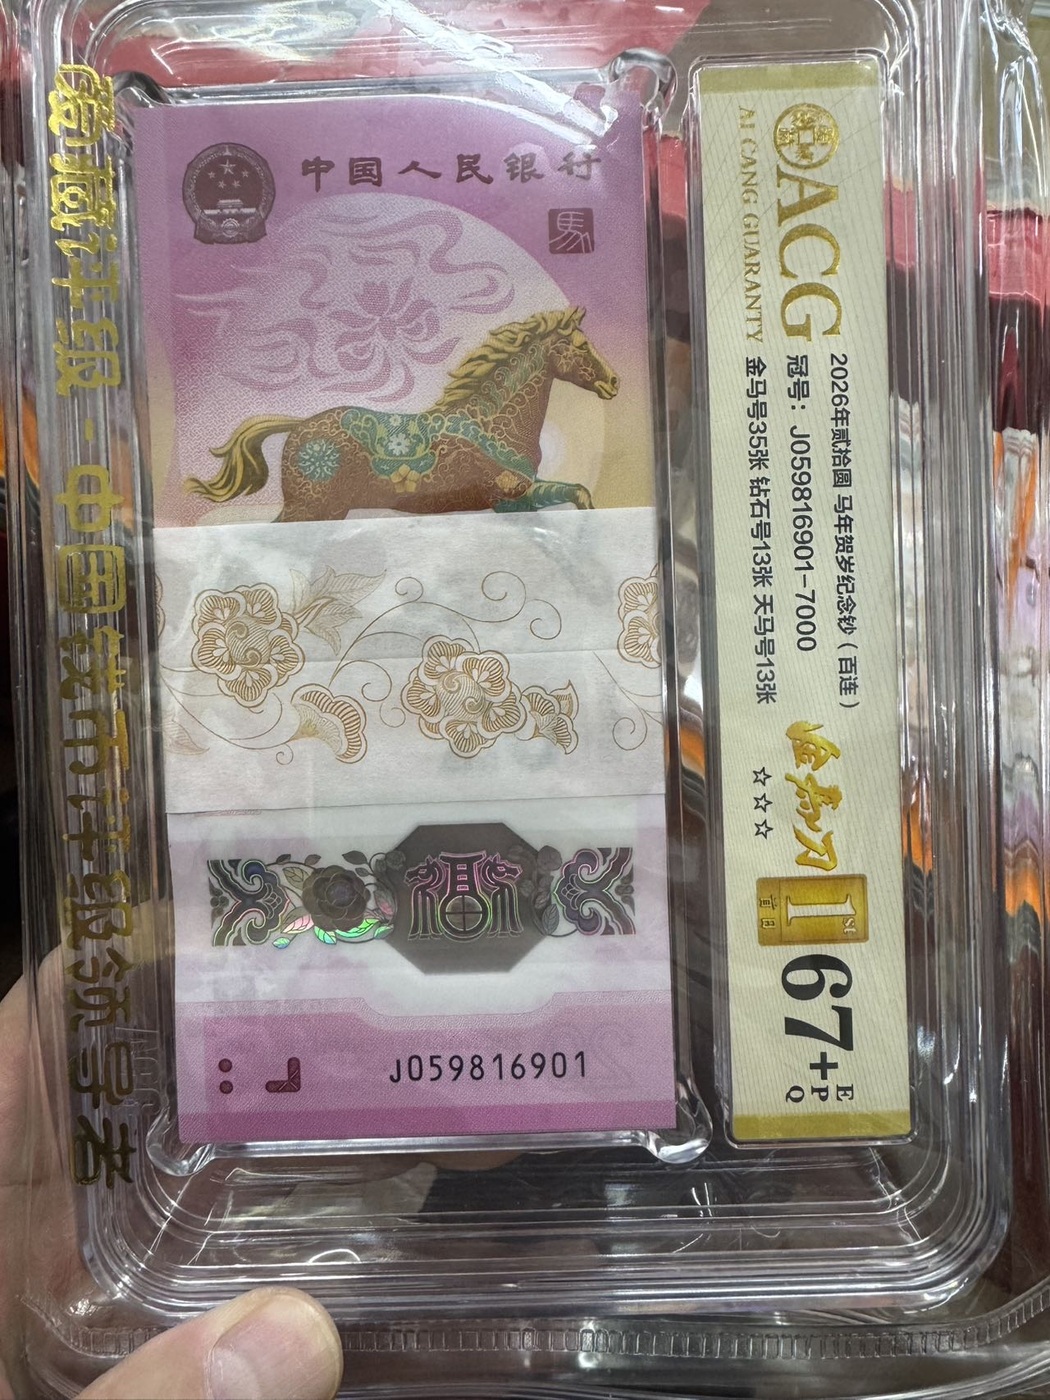 中国人民银行
馬
J059816901
ACG
AI CANG GUARANTY
2026年贰拾圆 马年贺岁纪念钞（百连）
冠号：J059816901-7000
金马号35张 钻石号13张 天马号13张
☆☆☆
1ST
67+
EPQ
爱藏评级-中国钱币评级领导者